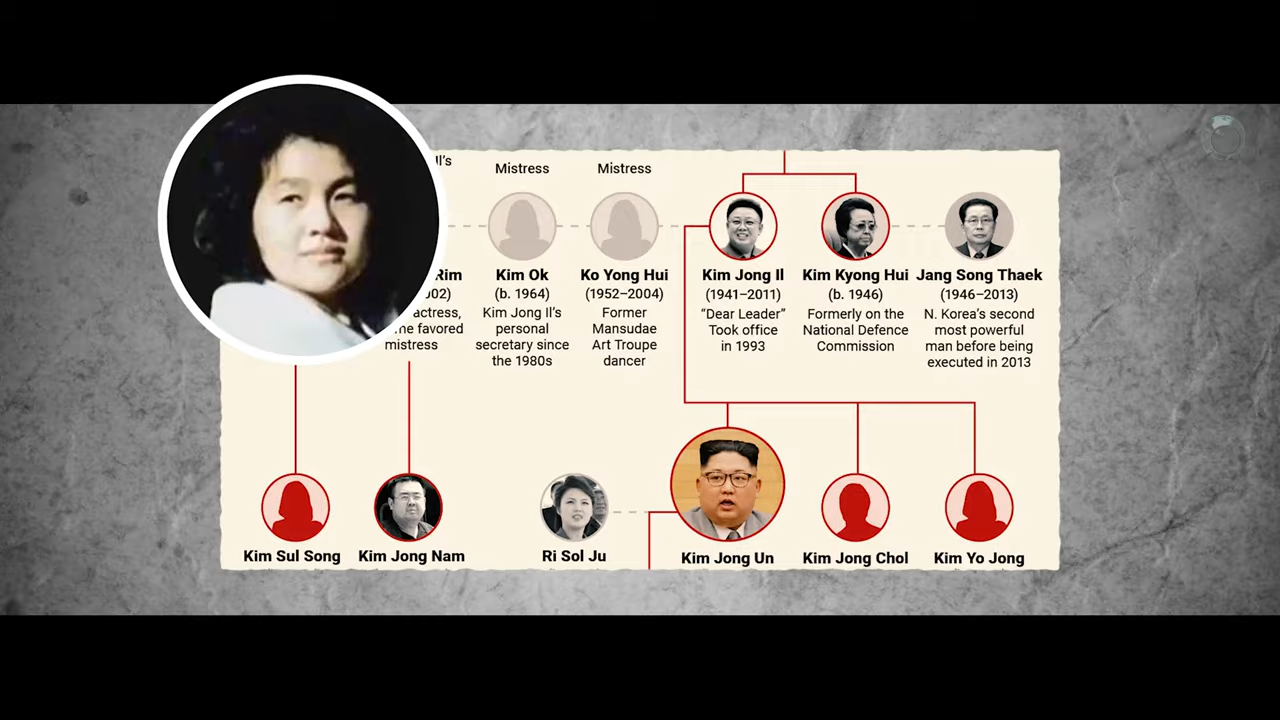 Il's
Mistress
Mistress
Rim
002)
actress,
me favored
mistress
Kim Ok
(b. 1964)
Kim Jong Il's
personal
secretary since
the 1980s
Ko Yong Hui
(1952–2004)
Former
Mansudae
Art Troupe
dancer
Kim Jong Il
(1941–2011)
“Dear Leader”
Took office
in 1993
Kim Kyong Hui
(b. 1946)
Formerly on the
National Defence
Commission
Jang Song Thaek
(1946–2013)
N. Korea's second
most powerful
man before being
executed in 2013
Kim Sul Song
Kim Jong Nam
Ri Sol Ju
Kim Jong Un
Kim Jong Chol
Kim Yo Jong